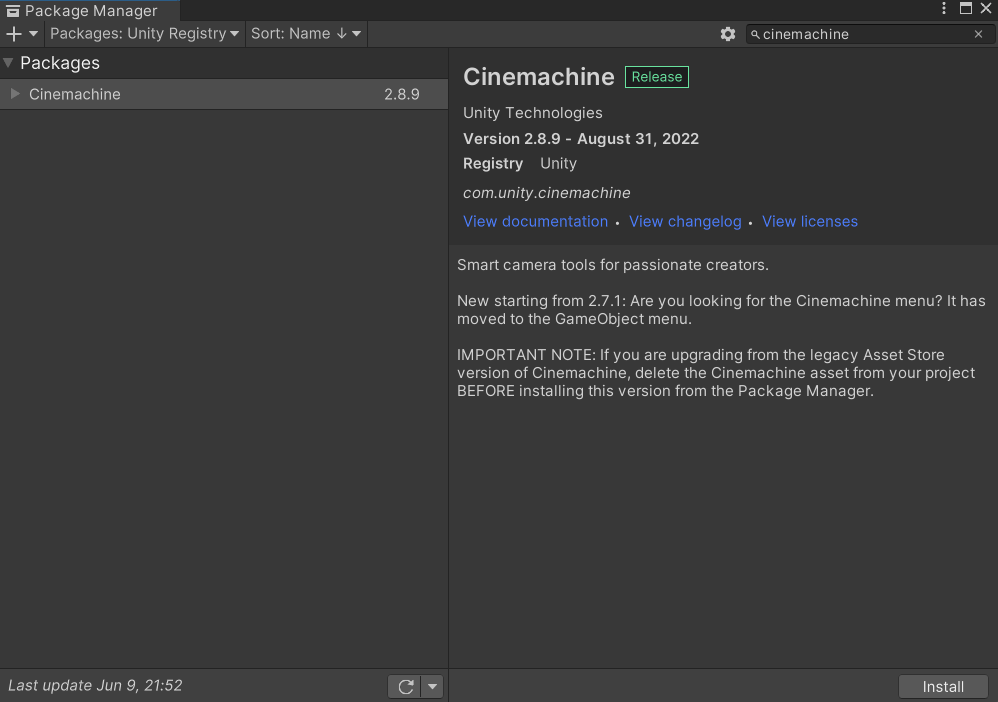 Package Manager
Packages: Unity Registry
Sort: Name ↓
cinemachine
Packages
Cinemachine 2.8.9
Cinemachine Release
Unity Technologies
Version 2.8.9 - August 31, 2022
Registry Unity
com.unity.cinemachine
View documentation • View changelog • View licenses
Smart camera tools for passionate creators.
New starting from 2.7.1: Are you looking for the Cinemachine menu? It has
moved to the GameObject menu.
IMPORTANT NOTE: If you are upgrading from the legacy Asset Store
version of Cinemachine, delete the Cinemachine asset from your project
BEFORE installing this version from the Package Manager.
Last update Jun 9, 21:52
Install